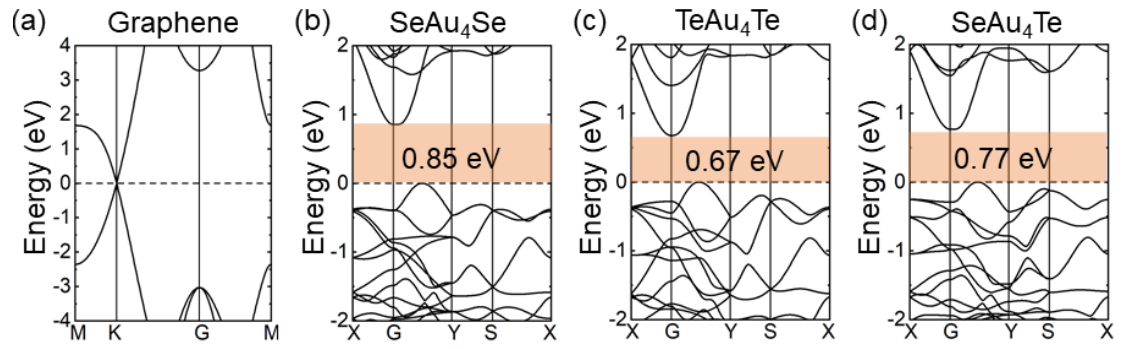 (a) Graphene
Energy (eV)
4
3
2
1
0
-1
-2
-3
-4
M K G M
(b) SeAu₄Se
Energy (eV)
2
1
0
-1
-2
0.85 eV
X G Y S X
(c) TeAu₄Te
Energy (eV)
2
1
0
-1
-2
0.67 eV
X G Y S X
(d) SeAu₄Te
Energy (eV)
2
1
0
-1
-2
0.77 eV
X G Y S X